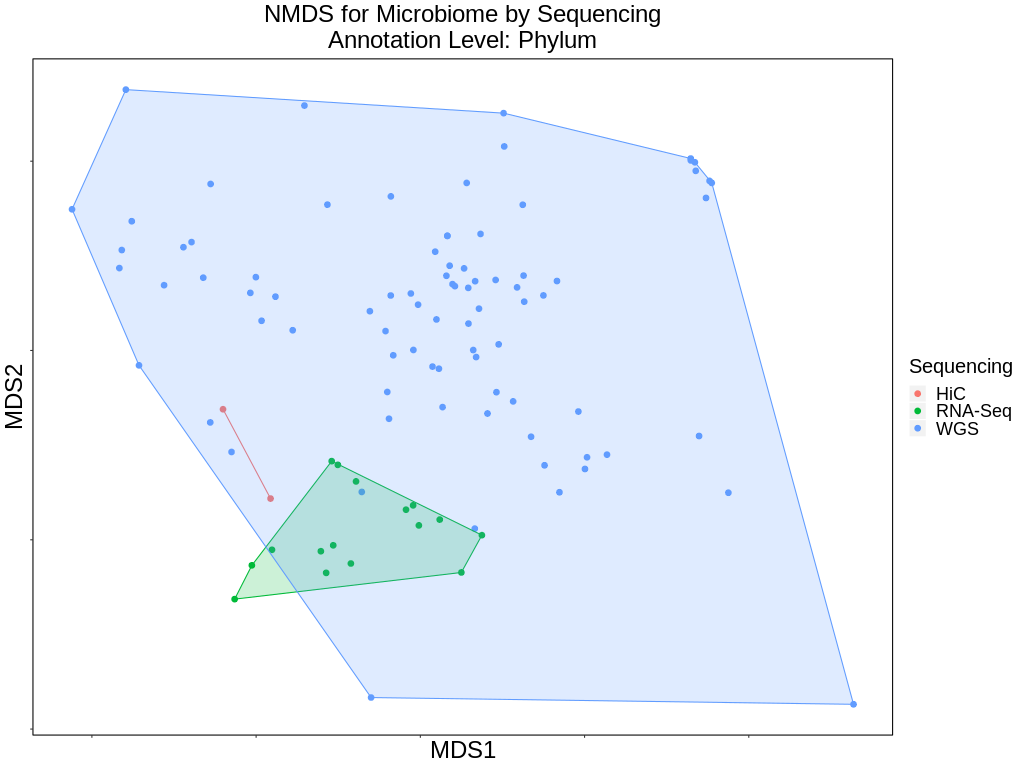 NMDS for Microbiome by Sequencing
Annotation Level: Phylum
MDS2
MDS1
Sequencing
HiC
RNA-Seq
WGS